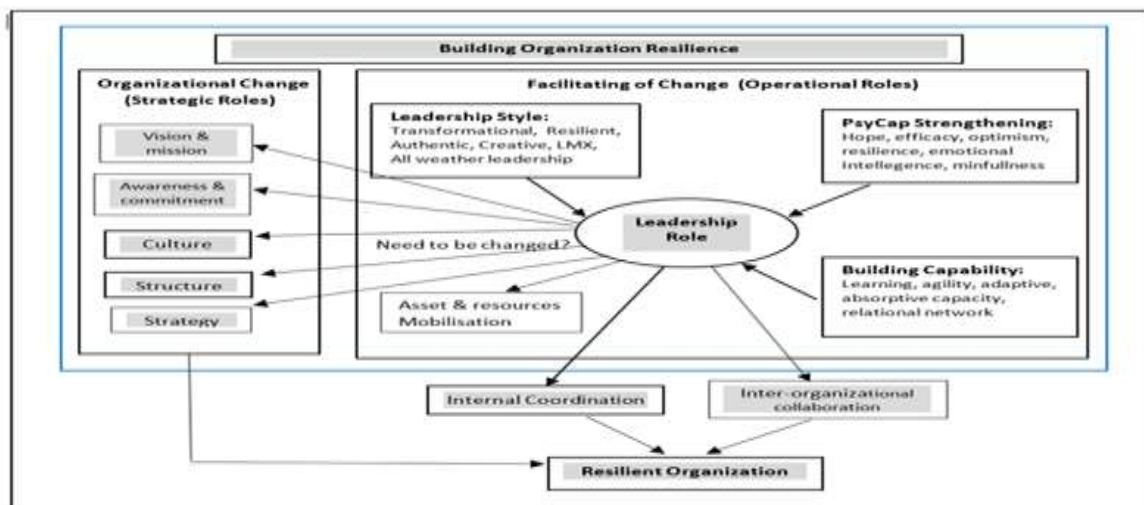 Building Organization Resilience
Organizational Change
(Strategic Roles)
Vision &
mission
Awareness &
commitment
Culture
Structure
Strategy
Facilitating of Change (Operational Roles)
Leadership Style:
Transformational, Resilient,
Authentic, Creative, LMX,
All weather leadership
PsyCap Strengthening:
Hope, efficacy, optimism,
resilience, emotional
Intellegence, minfullness
Leadership
Role
Need to be changed?
Building Capability:
Learning, agility, adaptive,
absorptive capacity,
relational network
Asset & resources
Mobilisation
Internal Coordination
Inter-organizational
collaboration
Resilient Organization